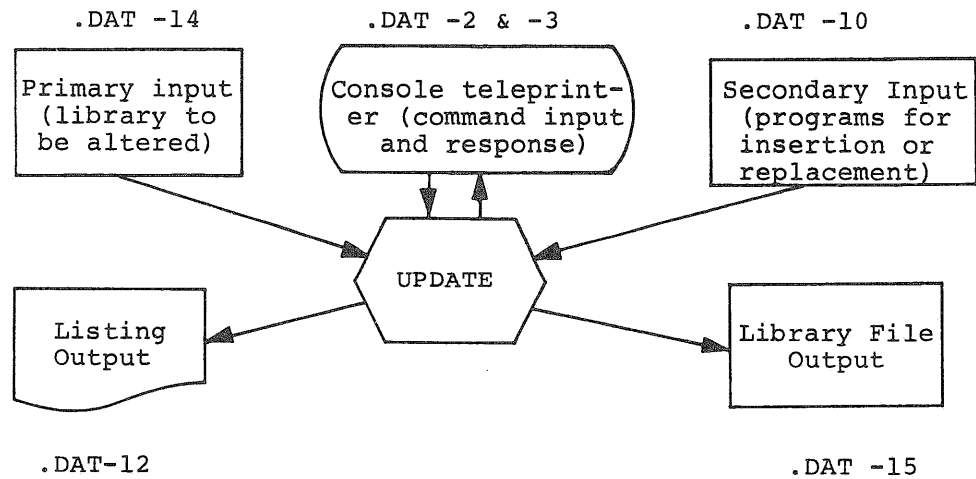 .DAT -14
.DAT -2 & -3
.DAT -10
Primary input
(library to
be altered)
Console teleprint-
er (command input
and response)
Secondary Input
(programs for
insertion or
replacement)
UPDATE
Listing
Output
Library File
Output
.DAT-12
.DAT -15